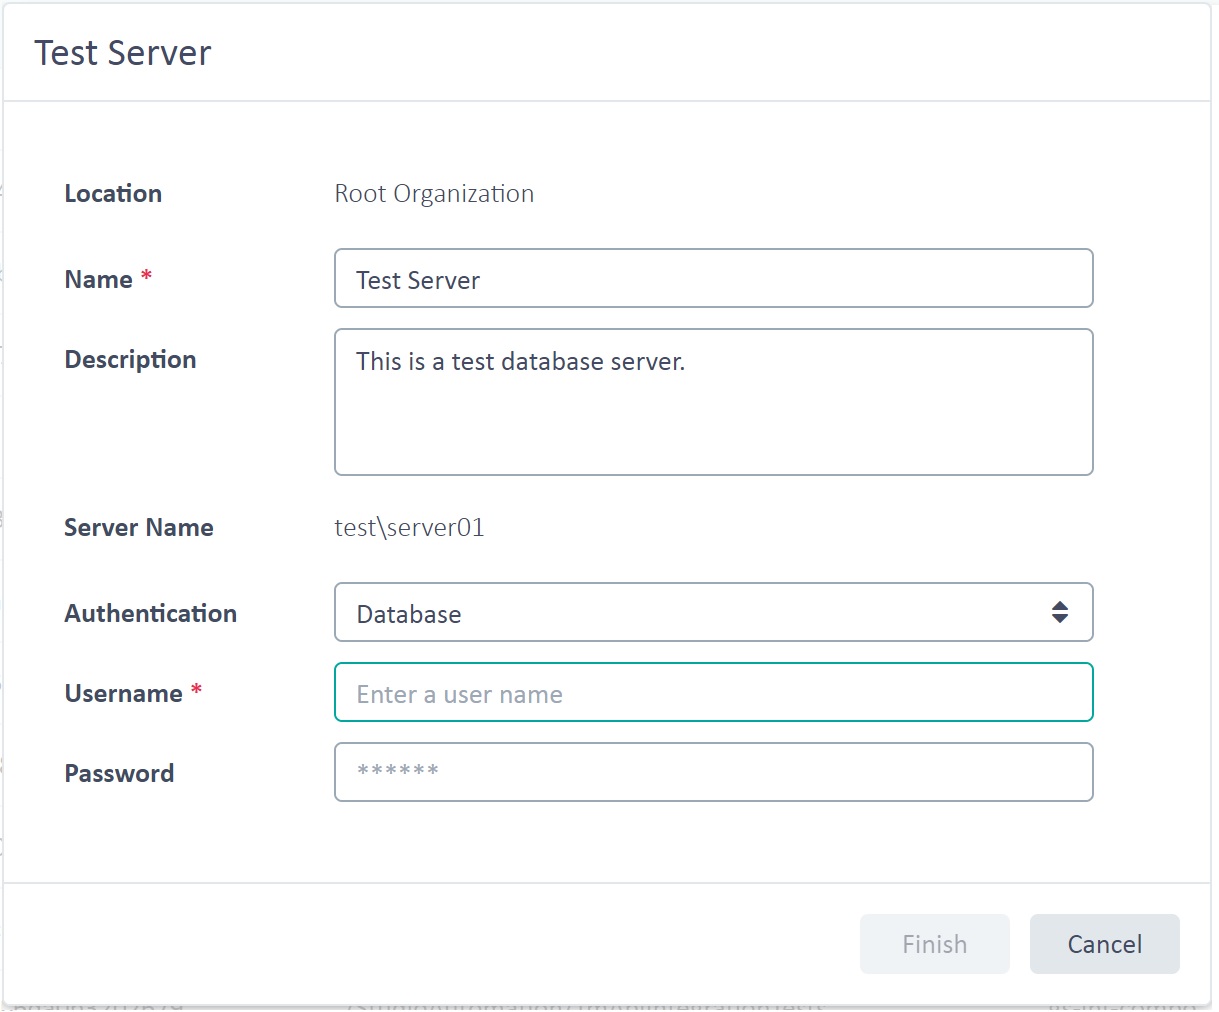 Test Server
Location
Root Organization
Name *
Test Server
Description
This is a test database server.
Server Name
test\server01
Authentication
Database
Username *
Enter a user name
Password
******
Finish
Cancel